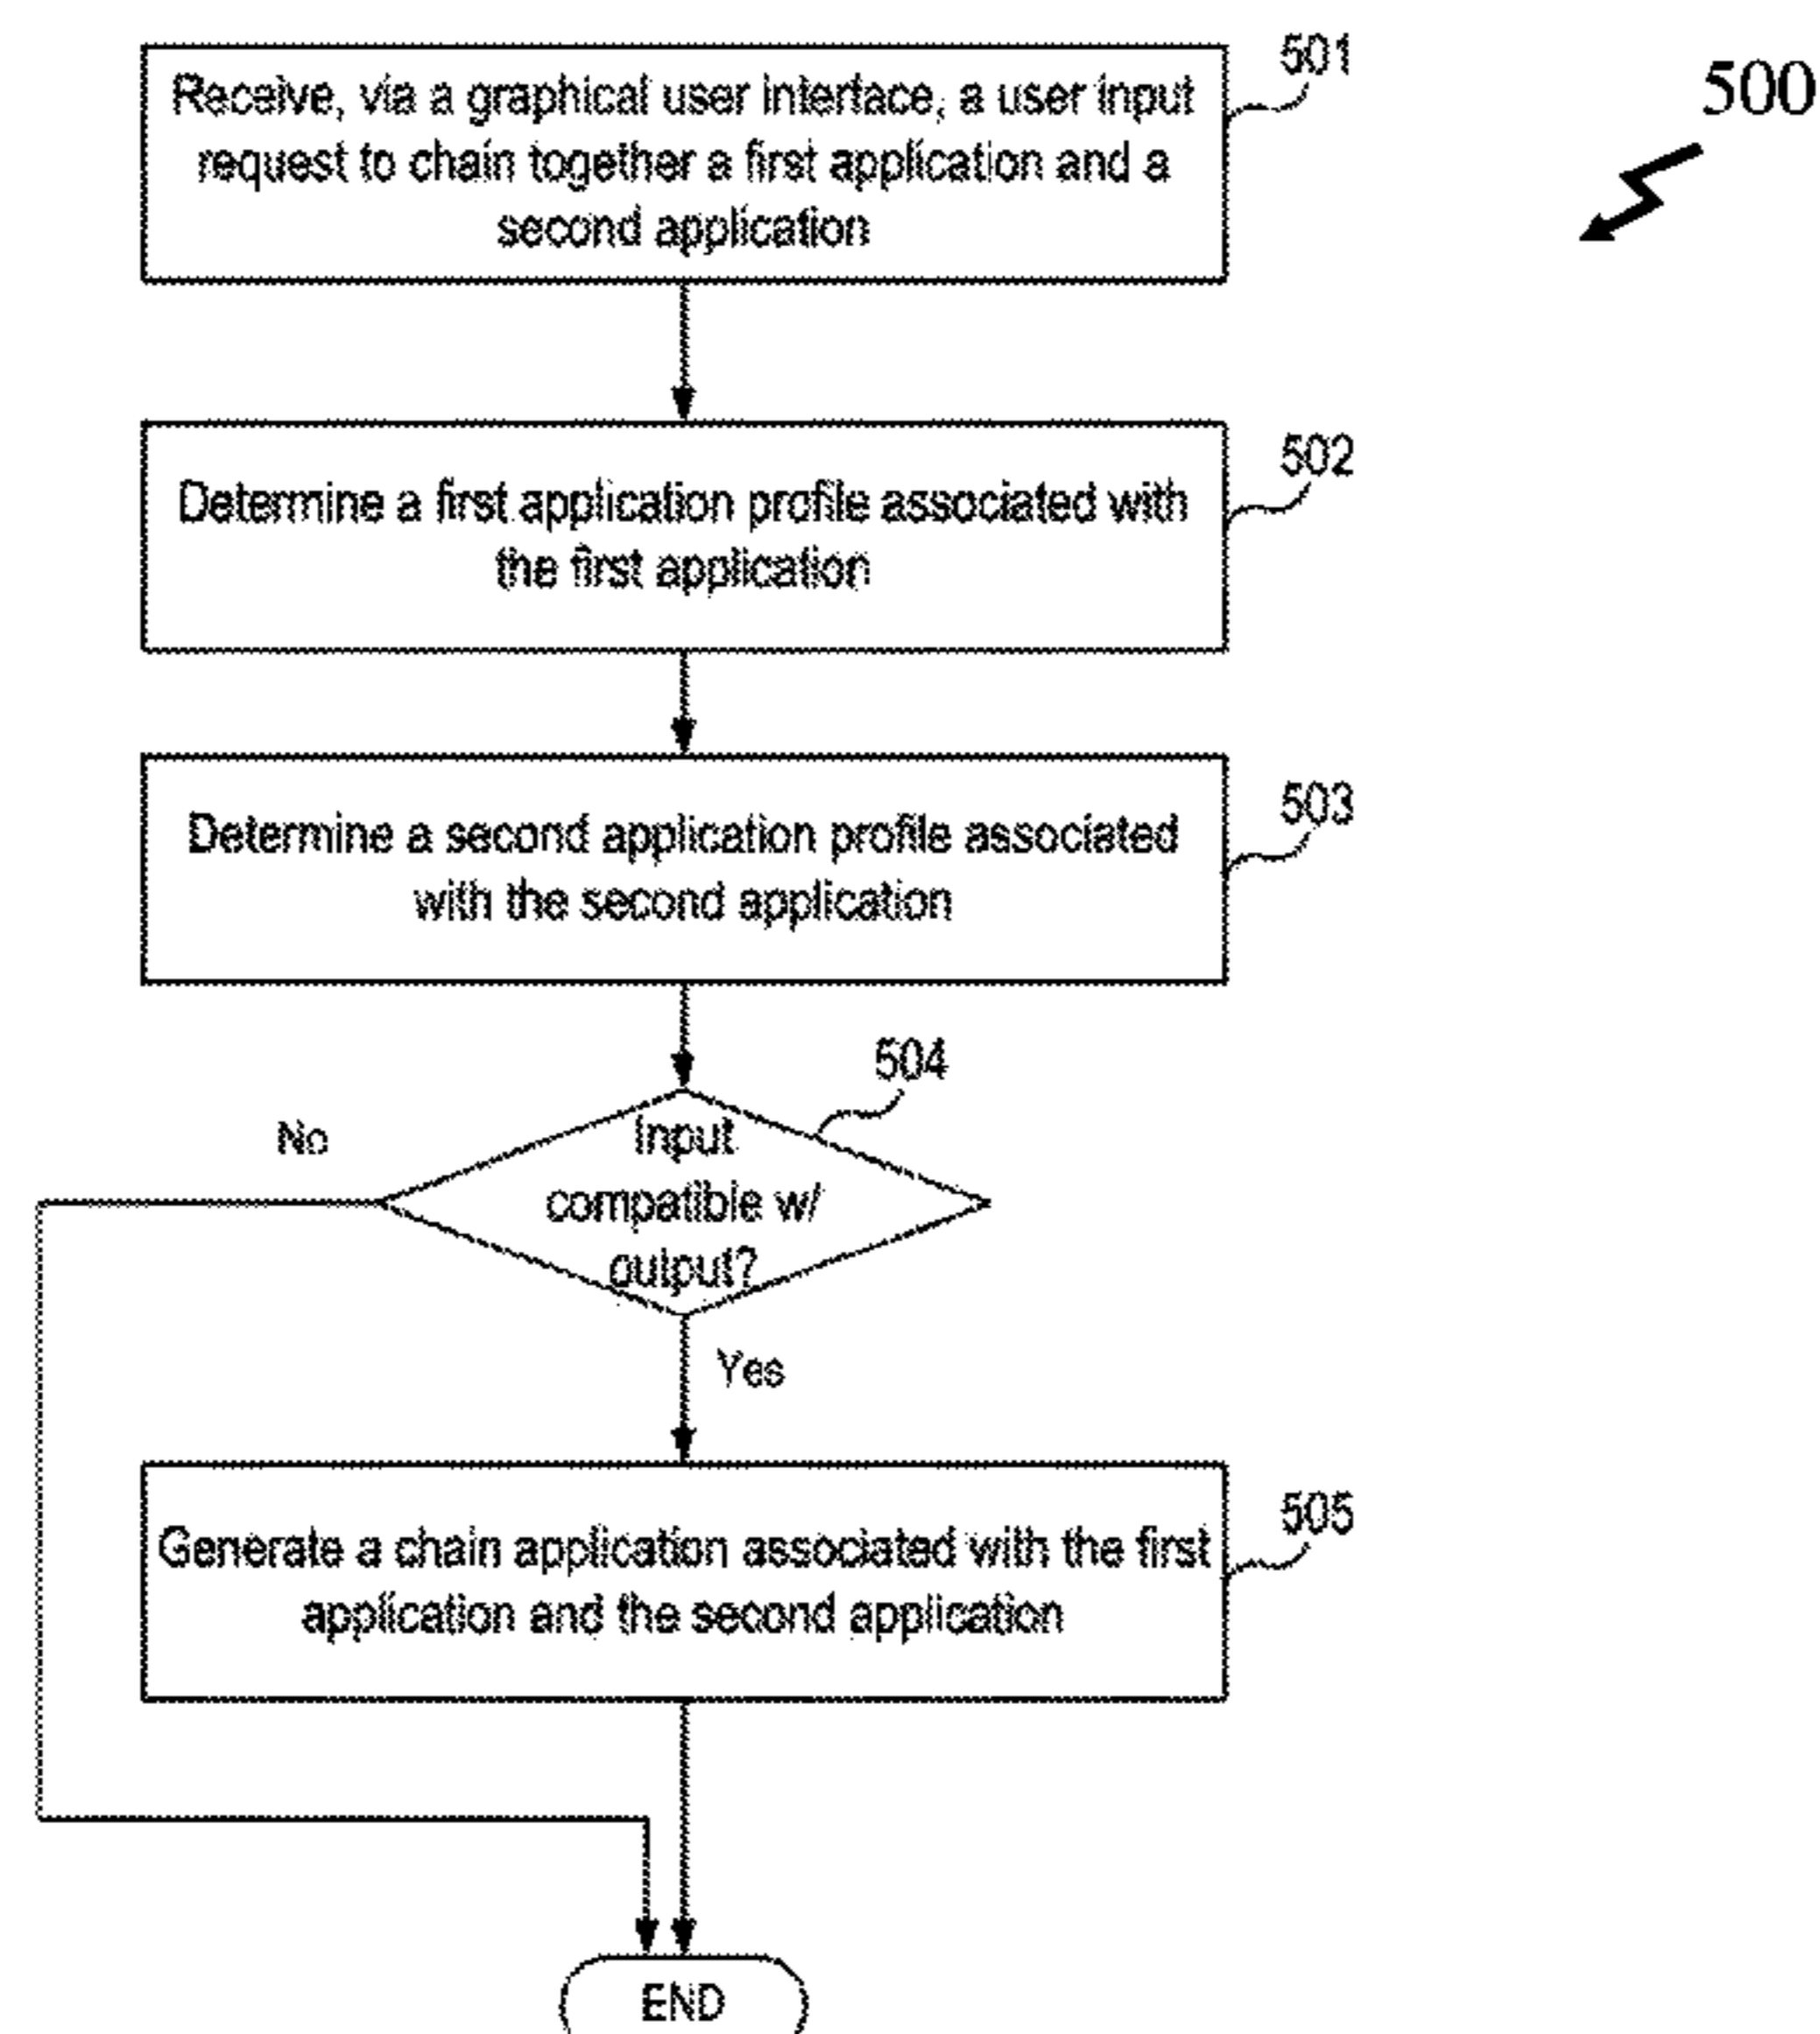 500
501
Receive, via a graphical user interface, a user input
request to chain together a first application and a
second application
502
Determine a first application profile associated with
the first application
503
Determine a second application profile associated
with the second application
504
No
Input
compatible w/
output?
Yes
505
Generate a chain application associated with the first
application and the second application
END